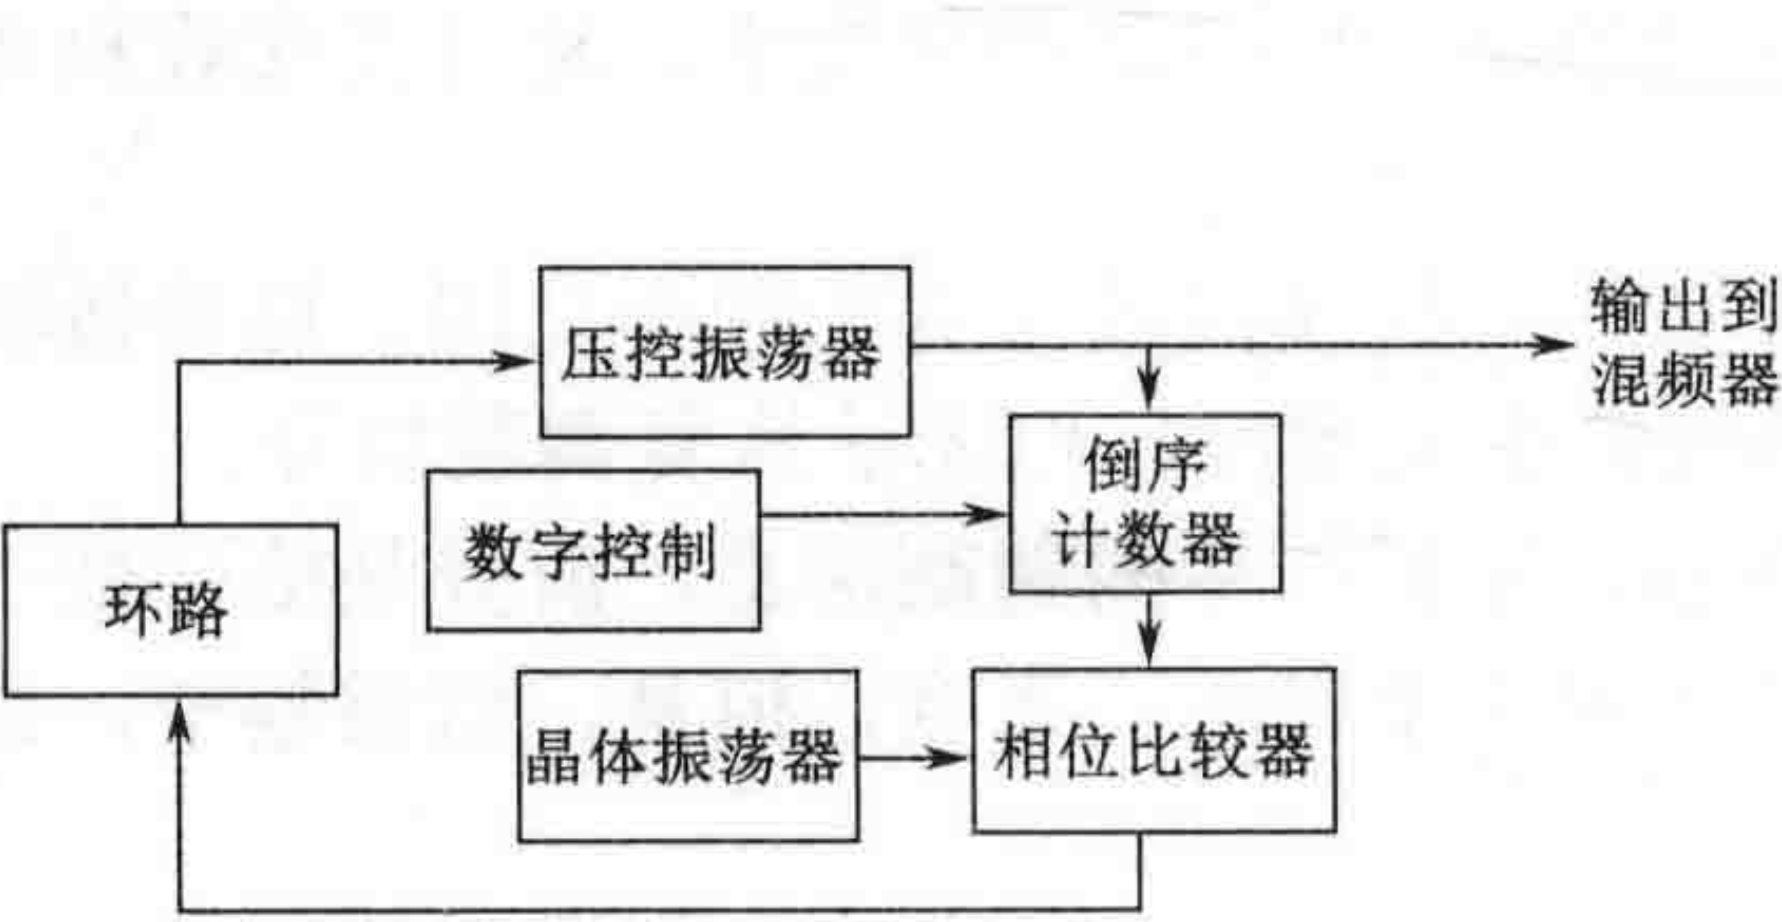 压控振荡器
输出到
混频器
倒序
计数器
数字控制
环路
晶体振荡器
相位比较器